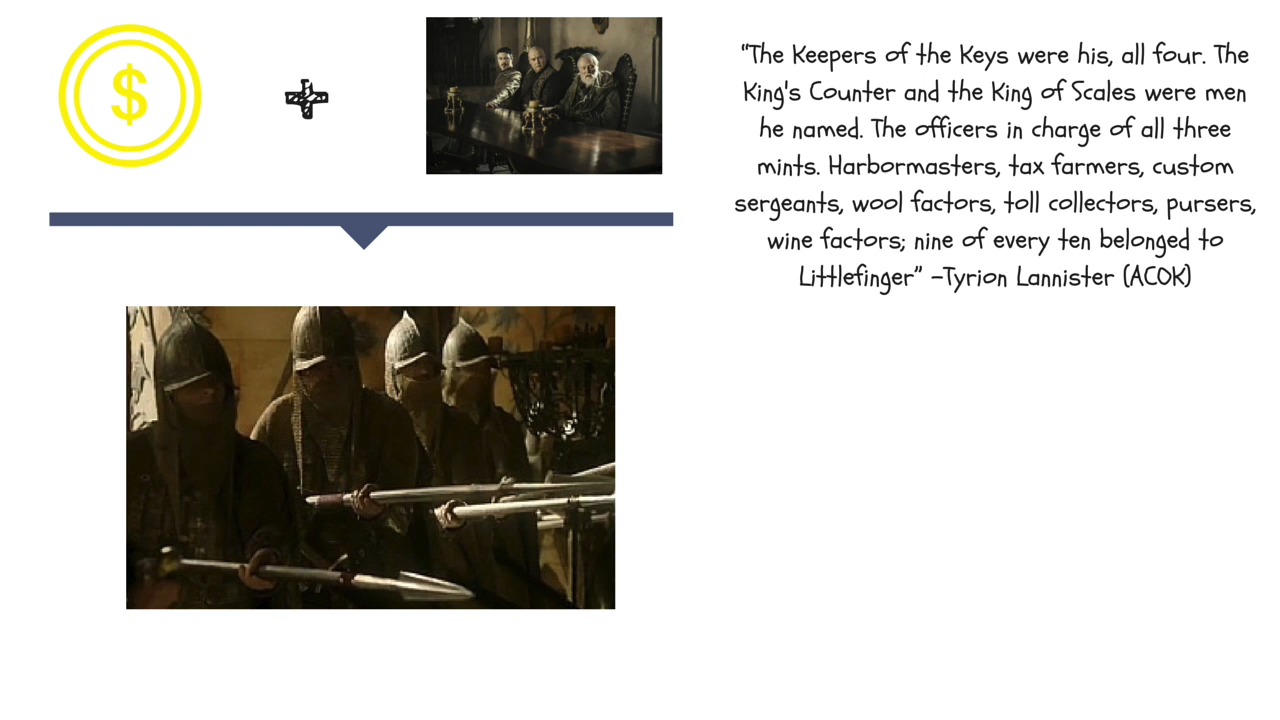 $
"The Keepers of the Keys were his, all four. The
King's Counter and the King of Scales were men
he named. The officers in charge of all three
mints. Harbormasters, tax farmers, custom
sergeants, wool factors, toll collectors, pursers,
wine factors; nine of every ten belonged to
Littlefinger" -Tyrion Lannister (ACOK)